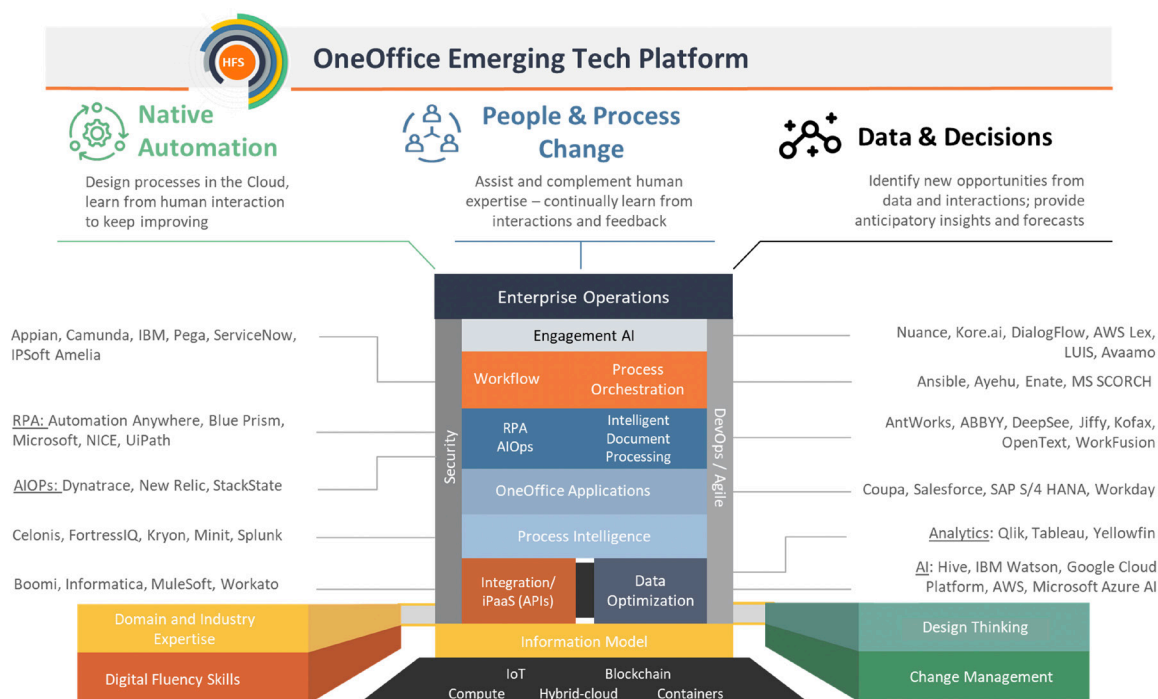 HFS
OneOffice Emerging Tech Platform
Native
Automation
Design processes in the Cloud,
learn from human interaction
to keep improving
People & Process
Change
Assist and complement human
expertise – continually learn from
interactions and feedback
Data & Decisions
Identify new opportunities from
data and interactions; provide
anticipatory insights and forecasts
Enterprise Operations
Security
DevOps / Agile
Engagement AI
Workflow
Process
Orchestration
RPA
AIOps
Intelligent
Document
Processing
OneOffice Applications
Process Intelligence
Integration/
iPaaS (APIs)
Data
Optimization
Information Model
IoT
Blockchain
Compute
Hybrid-cloud
Containers
Appian, Camunda, IBM, Pega, ServiceNow,
IPSoft Amelia
RPA: Automation Anywhere, Blue Prism,
Microsoft, NICE, UiPath
AIOPs: Dynatrace, New Relic, StackState
Celonis, FortressIQ, Kryon, Minit, Splunk
Boomi, Informatica, MuleSoft, Workato
Nuance, Kore.ai, DialogFlow, AWS Lex,
LUIS, Avaamo
Ansible, Ayehu, Enate, MS SCORCH
AntWorks, ABBYY, DeepSee, Jiffy, Kofax,
OpenText, WorkFusion
Coupa, Salesforce, SAP S/4 HANA, Workday
Analytics: Qlik, Tableau, Yellowfin
AI: Hive, IBM Watson, Google Cloud
Platform, AWS, Microsoft Azure AI
Domain and Industry
Expertise
Digital Fluency Skills
Design Thinking
Change Management